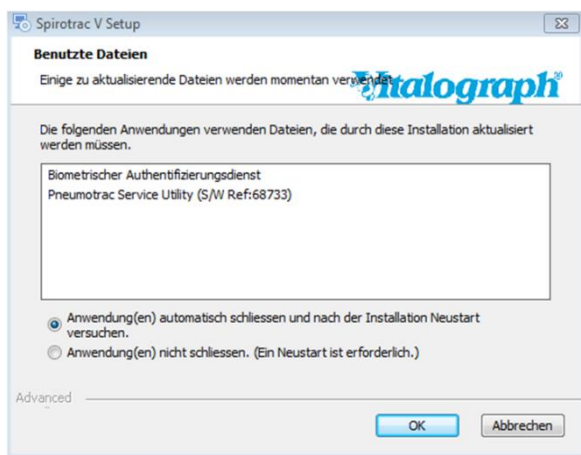 Spirotrac V Setup
Benutzte Dateien
Einige zu aktualisierende Dateien werden momentan verwendet.
Vitalograph®
Die folgenden Anwendungen verwenden Dateien, die durch diese Installation aktualisiert
werden müssen.
Biometrischer Authentifizierungsdienst
Pneumotrac Service Utility (S/W Ref:68733)
Anwendung(en) automatisch schliessen und nach der Installation Neustart
versuchen.
Anwendung(en) nicht schliessen. (Ein Neustart ist erforderlich.)
Advanced
OK
Abbrechen